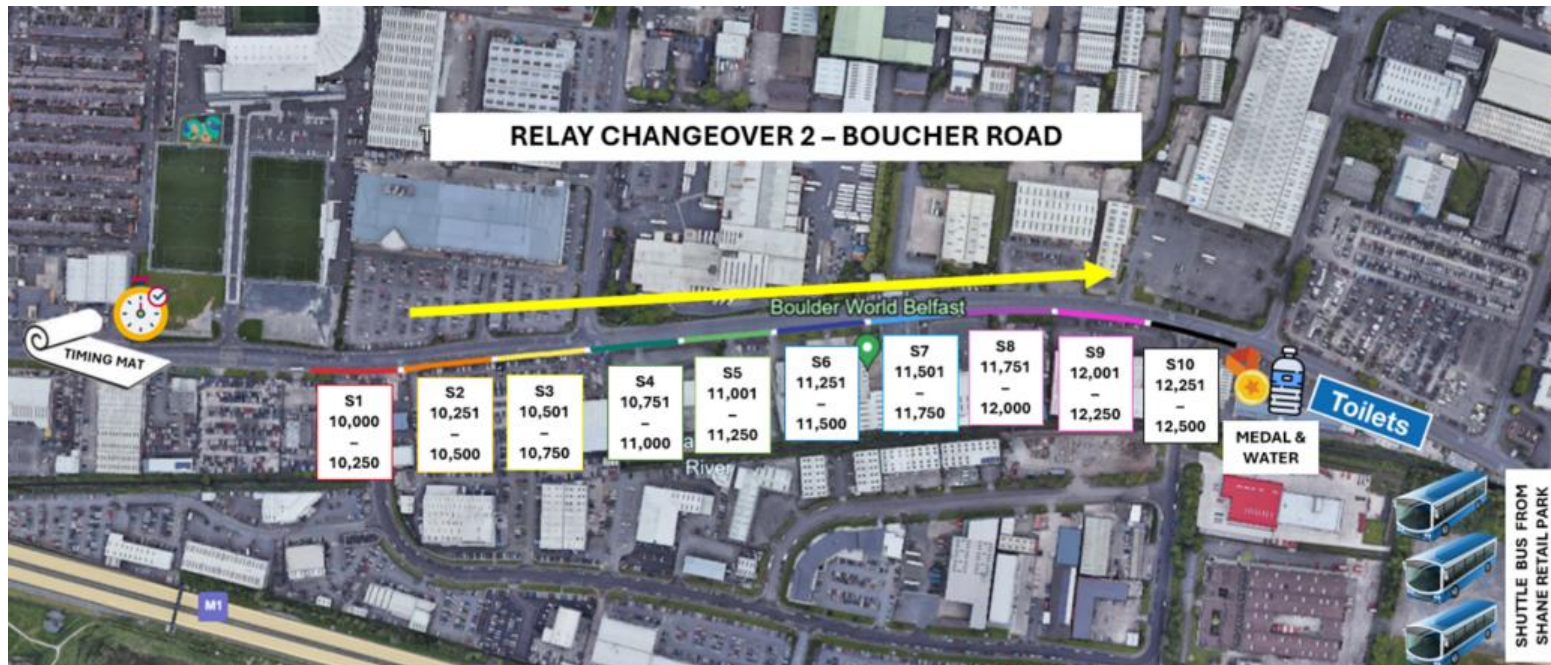 RELAY CHANGEOVER 2 – BOUCHER ROAD
Boulder World Belfast
TIMING MAT
S1
10,000
–
10,250
S2
10,251
–
10,500
S3
10,501
–
10,750
S4
10,751
–
11,000
S5
11,001
–
11,250
S6
11,251
–
11,500
S7
11,501
–
11,750
S8
11,751
–
12,000
S9
12,001
–
12,250
S10
12,251
–
12,500
MEDAL &
WATER
Toilets
SHUTTLE BUS FROM
SHANE RETAIL PARK
River
M1